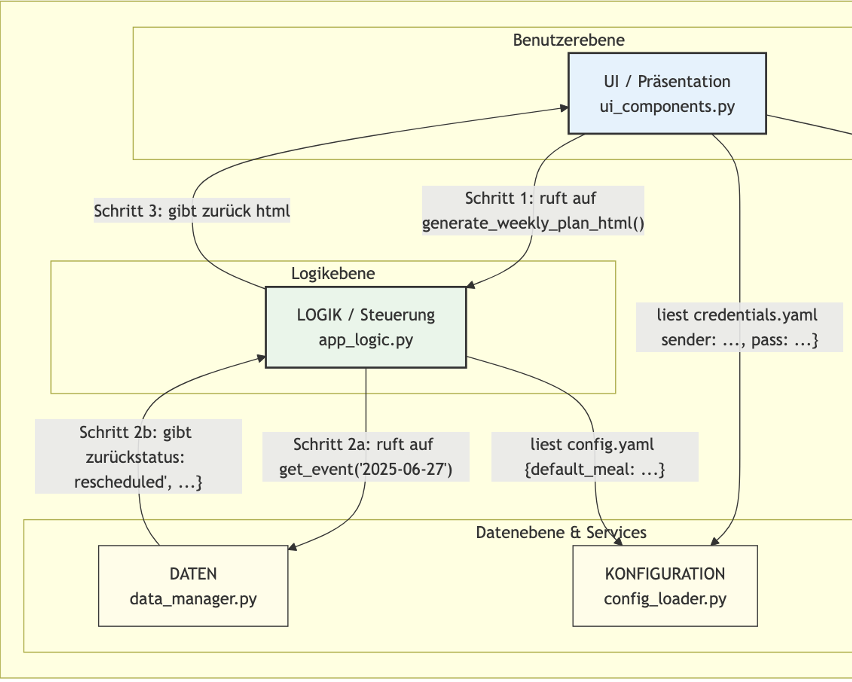 Benutzerebene
UI / Präsentation
ui_components.py
Schritt 3: gibt zurück html
Schritt 1: ruft auf
generate_weekly_plan_html()
Logikebene
LOGIK / Steuerung
app_logic.py
liest credentials.yaml
sender: ..., pass: ...}
Schritt 2b: gibt
zurückstatus:
rescheduled', ...}
Schritt 2a: ruft auf
get_event('2025-06-27')
liest config.yaml
{default_meal: ...}
Datenebene & Services
DATEN
data_manager.py
KONFIGURATION
config_loader.py